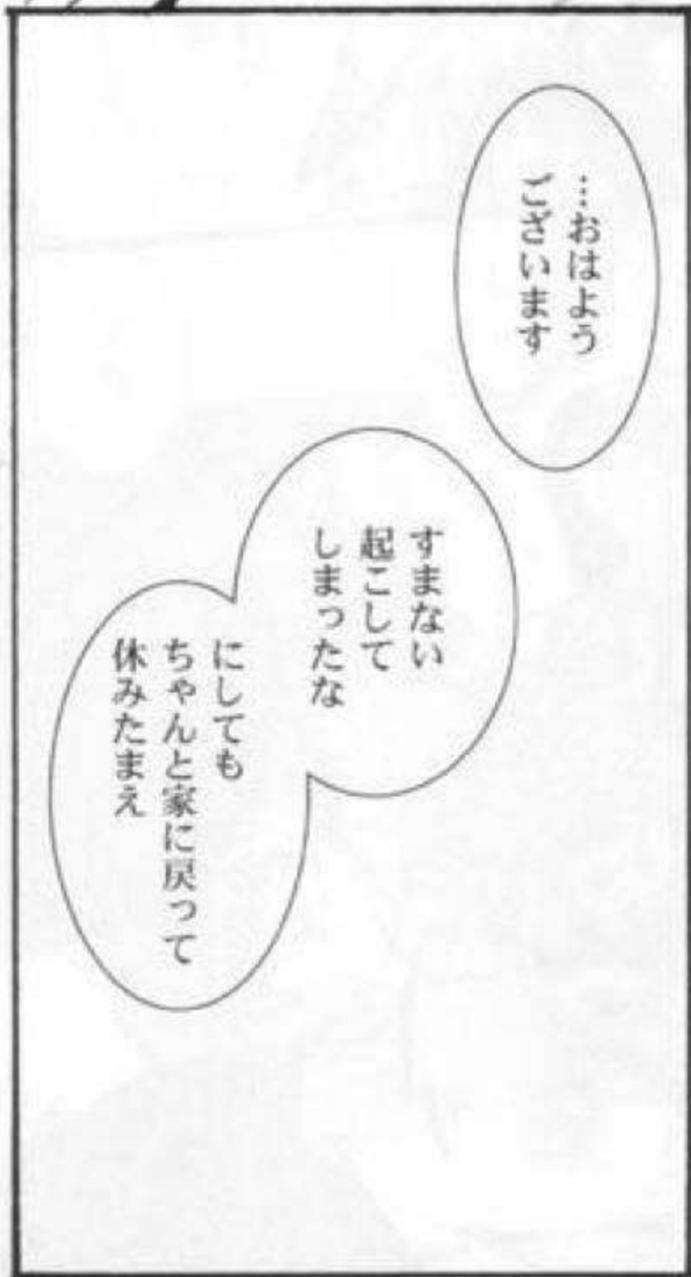 …おはよう
ございます
すまない
起こして
しまったな
にしても
ちゃんと家に戻って
休みたまえ